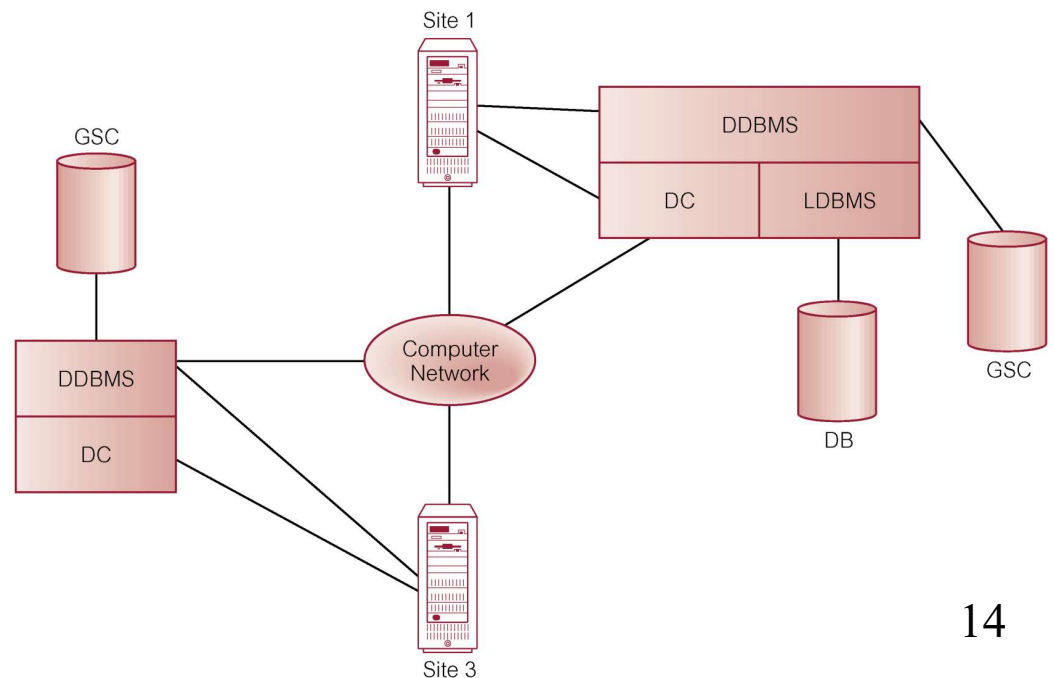 Site 1
GSC
DDBMS
DC
LDBMS
Computer
Network
DDBMS
DC
GSC
DB
Site 3
14